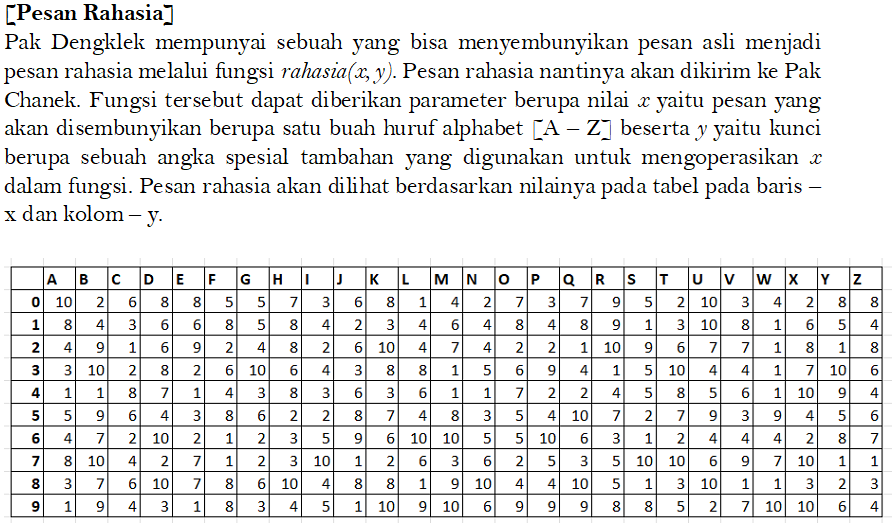 [Pesan Rahasia]
Pak Dengklek mempunyai sebuah yang bisa menyembunyikan pesan asli menjadi
pesan rahasia melalui fungsi rahasia(x, y). Pesan rahasia nantinya akan dikirim ke Pak
Chanek. Fungsi tersebut dapat diberikan parameter berupa nilai x yaitu pesan yang
akan disembunyikan berupa satu buah huruf alphabet [A – Z] beserta y yaitu kunci
berupa sebuah angka spesial tambahan yang digunakan untuk mengoperasikan x
dalam fungsi. Pesan rahasia akan dilihat berdasarkan nilainya pada tabel pada baris –
x dan kolom – y.
A B C D E F G H I J K L M N O P Q R S T U V W X Y Z
0 10 2 6 8 8 5 5 7 3 6 8 1 4 2 7 3 7 9 5 2 10 3 4 2 8 8
1 8 4 3 6 6 8 5 8 4 2 3 4 6 4 8 4 8 9 1 3 10 8 1 6 5 4
2 4 9 1 6 9 2 4 8 2 6 10 4 7 4 2 2 1 10 9 6 7 7 1 8 1 8
3 3 10 2 8 2 6 10 6 4 3 8 8 1 5 6 9 4 1 5 10 4 4 1 7 10 6
4 1 1 8 7 1 4 3 8 3 6 3 6 1 1 7 2 2 4 5 8 5 6 1 10 9 4
5 5 9 6 4 3 8 6 2 2 8 7 4 8 3 5 4 10 7 2 7 9 3 9 4 5 6
6 4 7 2 10 2 1 2 3 5 9 6 10 10 5 5 10 6 3 1 2 4 4 4 2 8 7
7 8 10 4 2 7 1 2 3 10 1 2 6 3 6 2 5 3 5 10 10 6 9 7 10 1 1
8 3 7 6 10 7 8 6 10 4 8 8 1 9 10 4 4 10 5 1 3 10 1 1 3 2 3
9 1 9 4 3 1 8 3 4 5 1 10 9 10 6 9 9 9 8 8 5 2 7 10 10 6 4